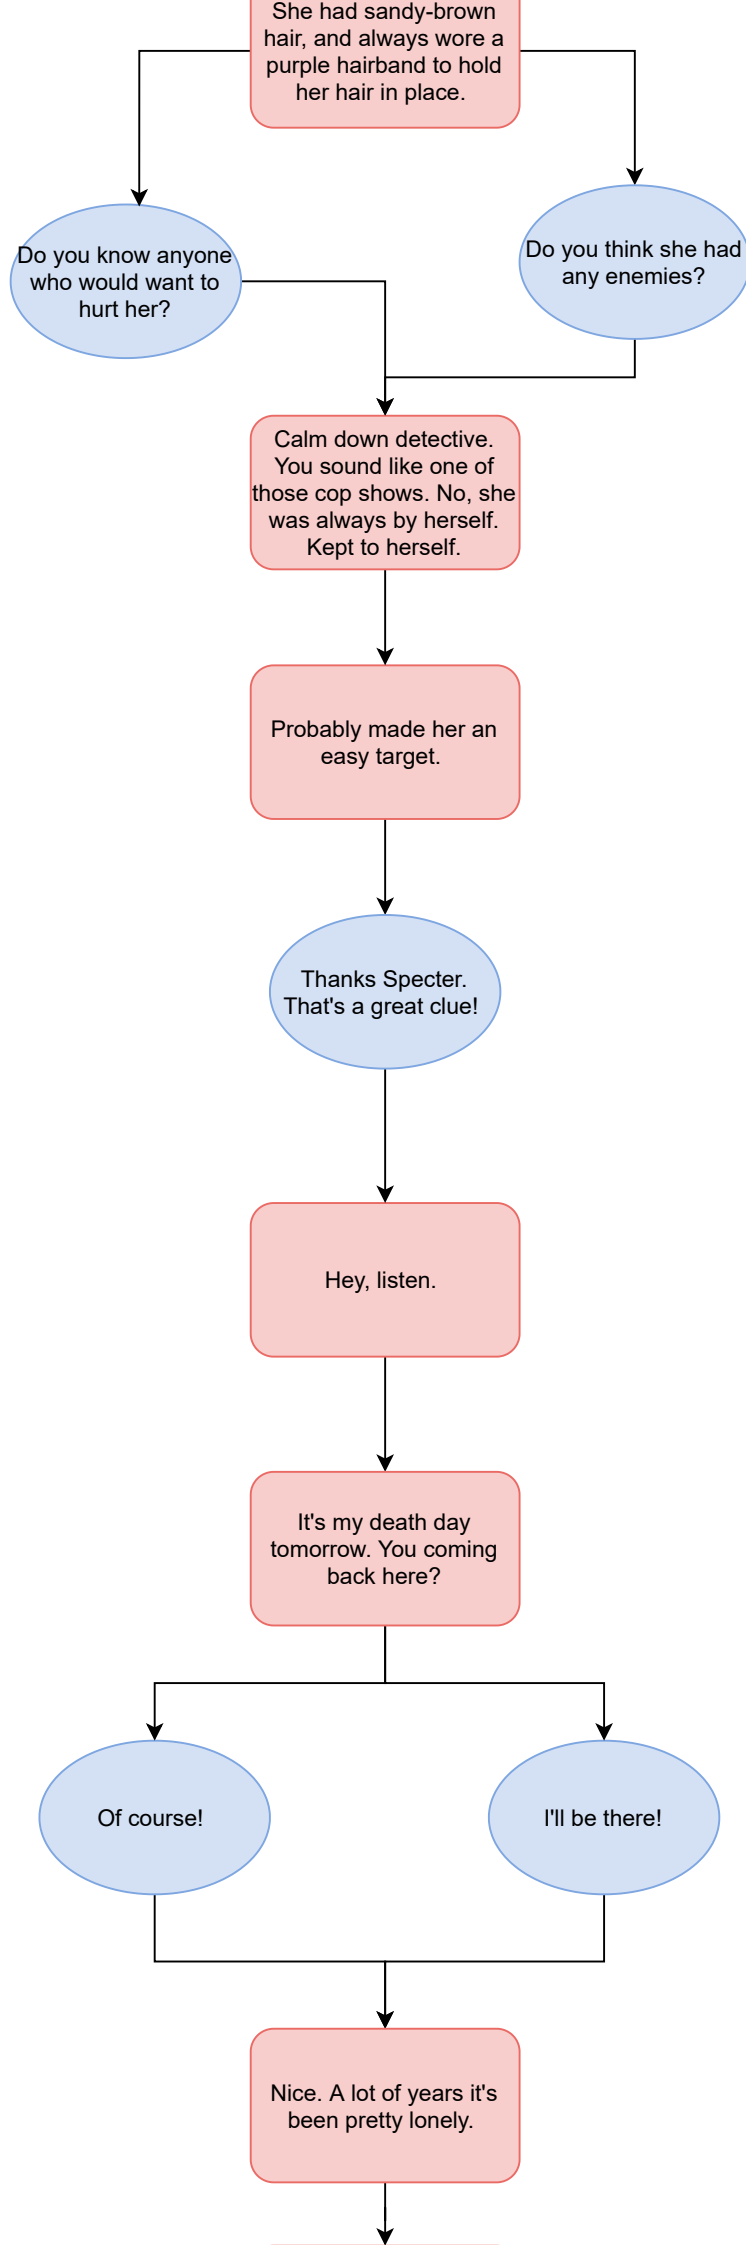 She had sandy-brown
hair, and always wore a
purple hairband to hold
her hair in place.
Do you know anyone
who would want to
hurt her?
Do you think she had
any enemies?
Calm down detective.
You sound like one of
those cop shows. No, she
was always by herself.
Kept to herself.
Probably made her an
easy target.
Thanks Specter.
That's a great clue!
Hey, listen.
It's my death day
tomorrow. You coming
back here?
Of course!
I'll be there!
Nice. A lot of years it's
been pretty lonely.